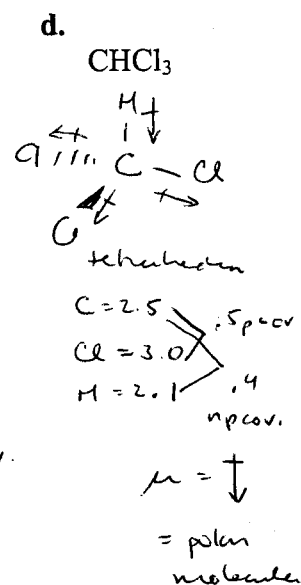 d.
CHCl₃
H
Cl C Cl
Cl
tetrahedron
C = 2.5
.5 pcov
Cl = 3.0
H = 2.1
.4
npcov.
μ =
= polar
molecule